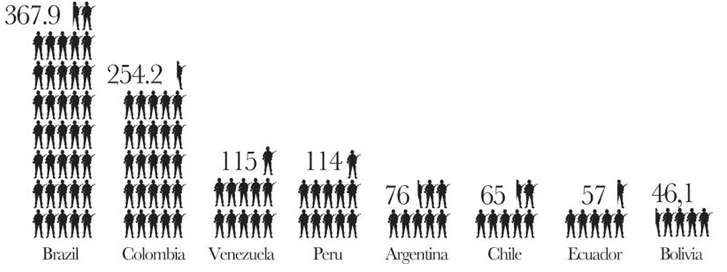 367.9
254.2
115
114
76
65
57
46,1
Brazil
Colombia
Venezuela
Peru
Argentina
Chile
Ecuador
Bolivia